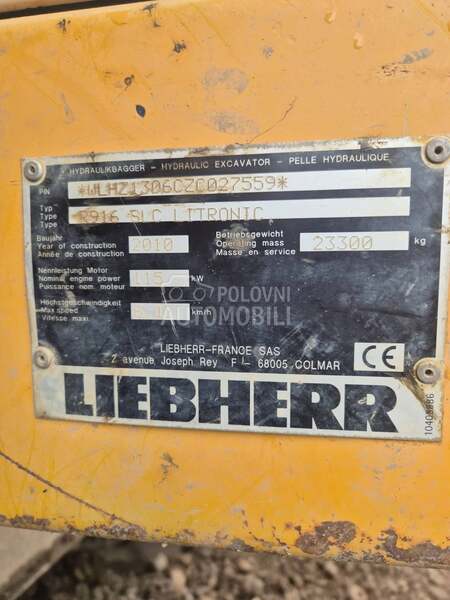 HYDRAULIKBAGGER - HYDRAULIC EXCAVATOR - PELLE HYDRAULIQUE
P/N *WLHZ1306CZC027559*
Typ
Type R916 SLC LITRONIC
Type
Baujahr
Year of construction 2010
Année de construction
Betriebsgewicht
Operating mass 23300 kg
Masse en service
Nennleistung Motor
Nominal engine power 115 kW
Puissance nom. moteur
Höchstgeschwindigkeit
Max speed km/h
Vitesse maxi.
POLOVNI
AUTOMOBILI
LIEBHERR-FRANCE SAS
2 avenue Joseph Rey F - 68005 COLMAR
CE
LIEBHERR